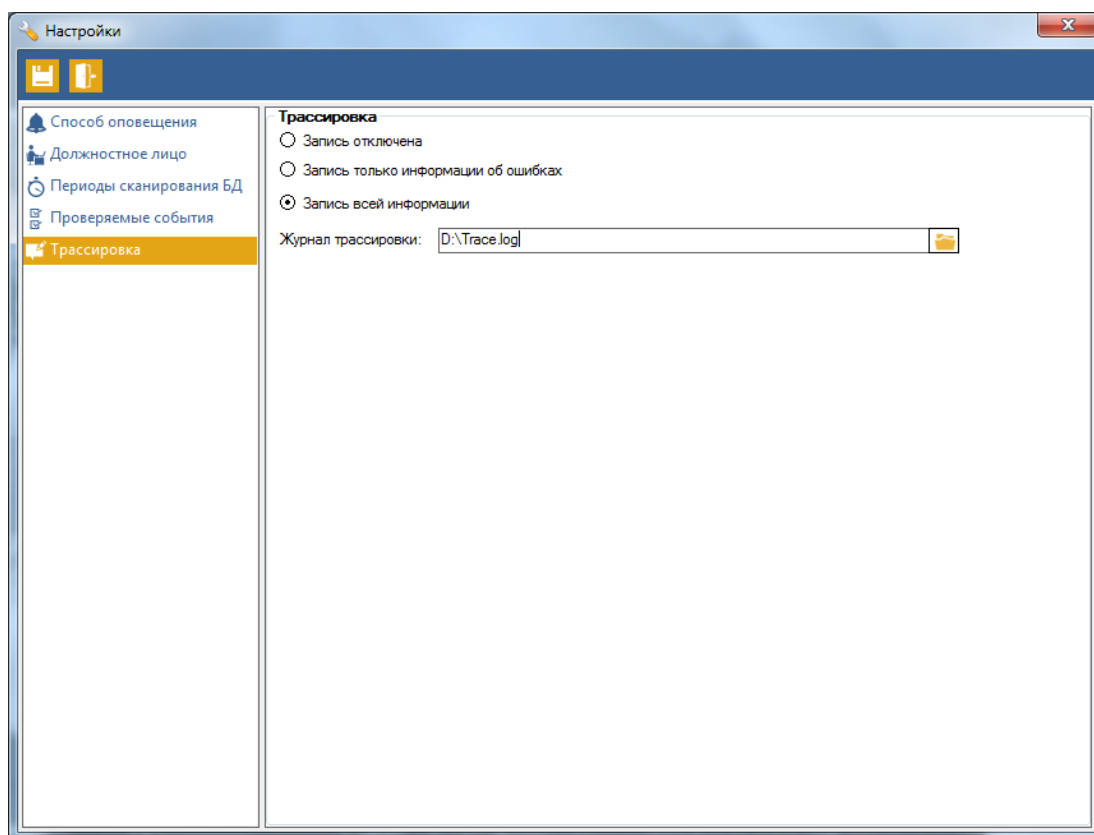 Настройки
Способ оповещения
Должностное лицо
Периоды сканирования БД
Проверяемые события
Трассировка
Трассировка
Запись отключена
Запись только информации об ошибках
Запись всей информации
Журнал трассировки: D:\Trace.log